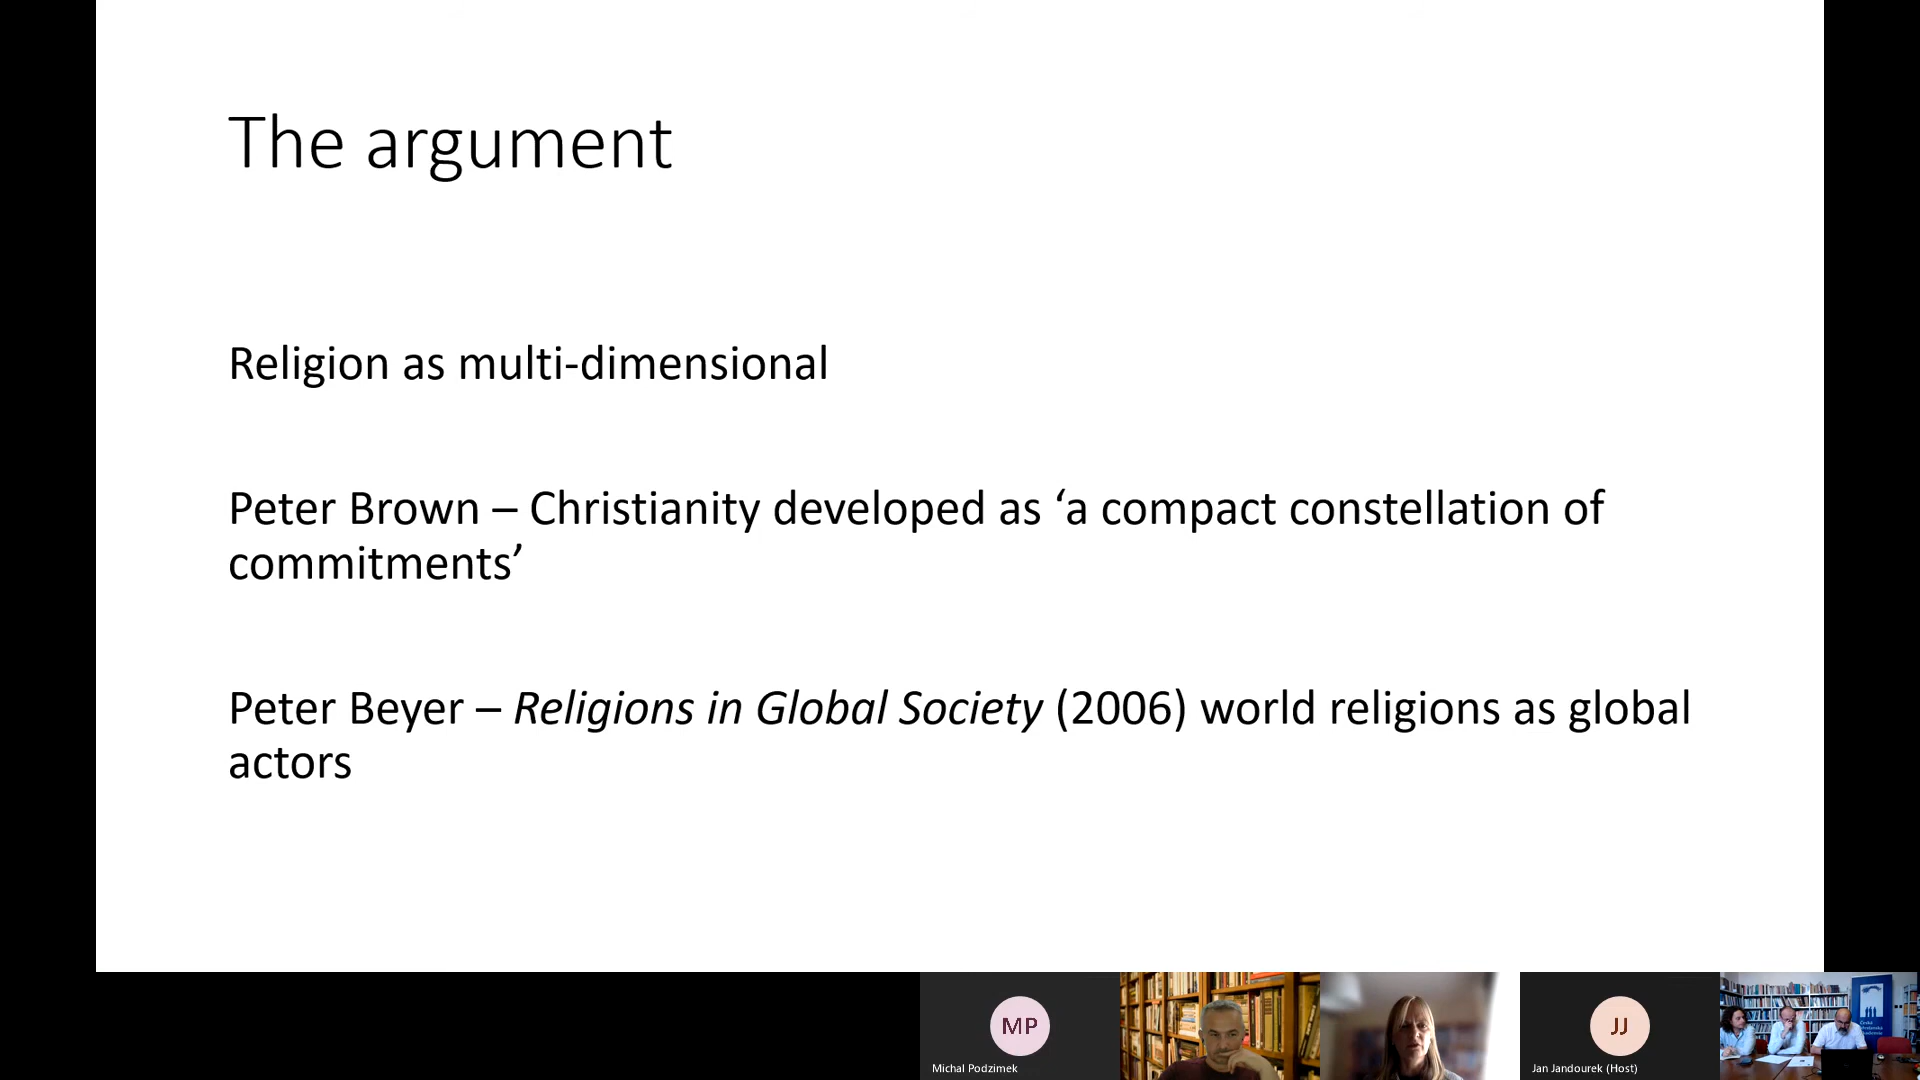 The argument
Religion as multi-dimensional
Peter Brown – Christianity developed as ‘a compact constellation of
commitments’
Peter Beyer – Religions in Global Society (2006) world religions as global
actors
MP
Michal Podzimek
JJ
Jan Jandourek (Host)